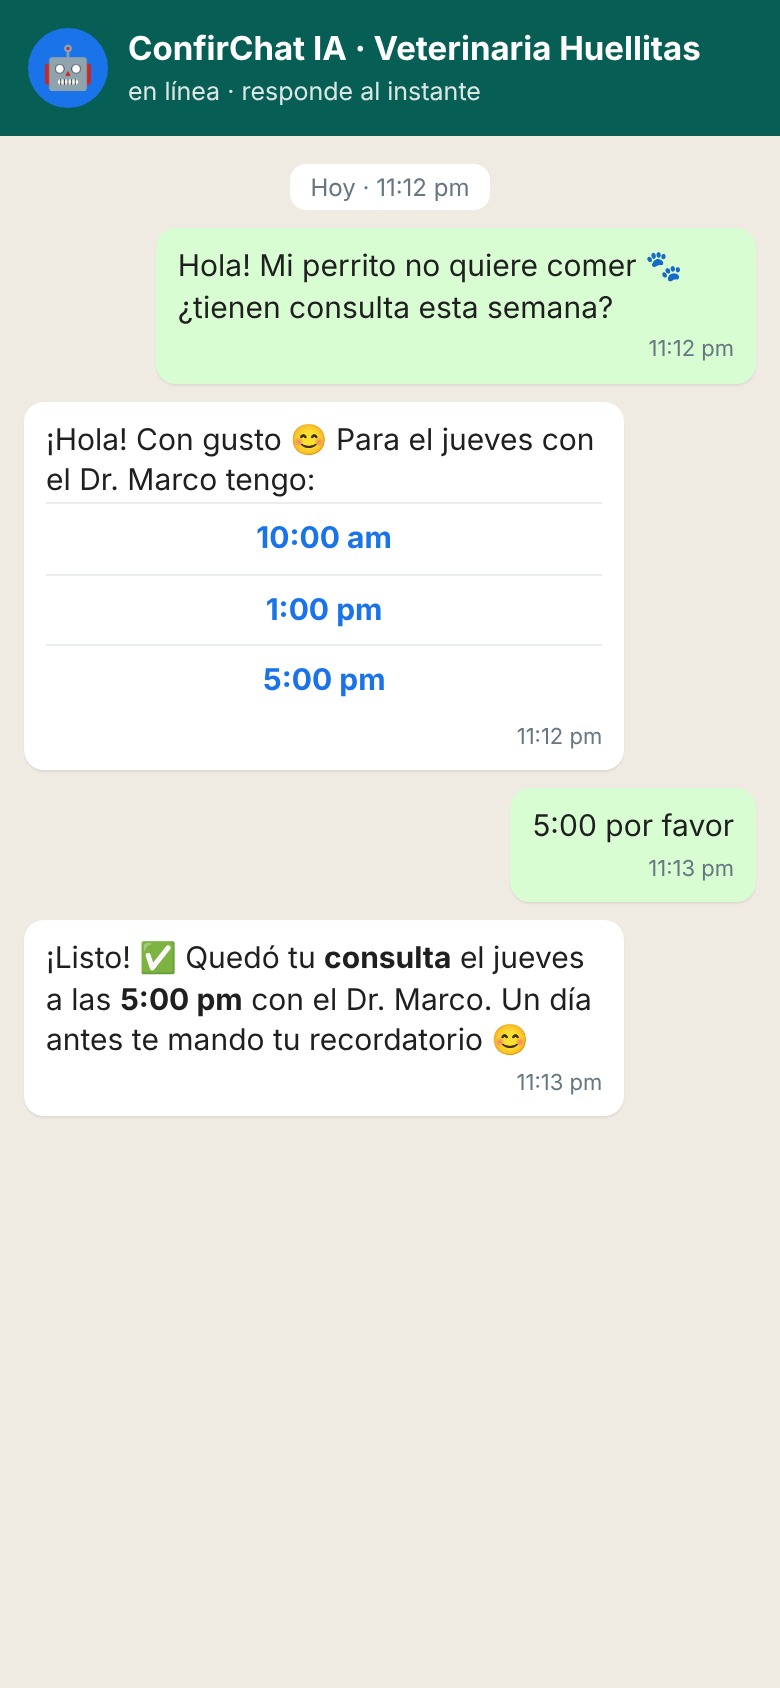 ConfirChat IA · Veterinaria Huellitas
en línea · responde al instante
Hoy · 11:12 pm
Hola! Mi perrito no quiere comer 🐾
¿tienen consulta esta semana?
11:12 pm
¡Hola! Con gusto 😊 Para el jueves con
el Dr. Marco tengo:
10:00 am
1:00 pm
5:00 pm
11:12 pm
5:00 por favor
11:13 pm
¡Listo! ✅ Quedó tu consulta el jueves
a las 5:00 pm con el Dr. Marco. Un día
antes te mando tu recordatorio 😊
11:13 pm